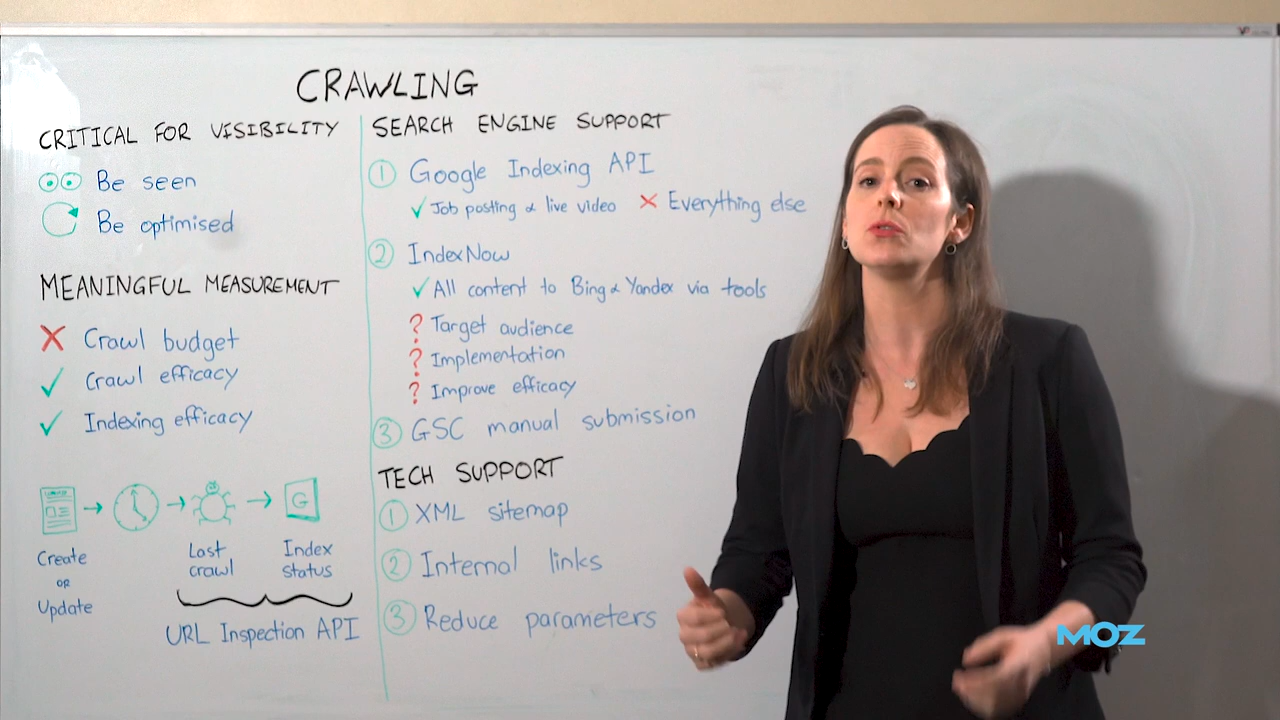 CRAWLING
CRITICAL FOR VISIBILITY
Be seen
Be optimised
MEANINGFUL MEASUREMENT
Crawl budget
Crawl efficacy
Indexing efficacy
Create
or
Update
Last
crawl
Index
status
G
URL Inspection API
SEARCH ENGINE SUPPORT
1 Google Indexing API
✓ Job posting & live video ✗ Everything else
2 IndexNow
✓ All content to Bing & Yandex via tools
? Target audience
? Implementation
? Improve efficacy
3 GSC manual submission
TECH SUPPORT
1 XML sitemap
2 Internal links
3 Reduce parameters
MOZ